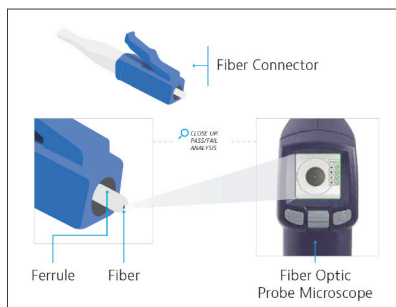 Fiber Connector
CLOSE UP:
PASS/FAIL
ANALYSIS
Ferrule
Fiber
Fiber Optic
Probe Microscope